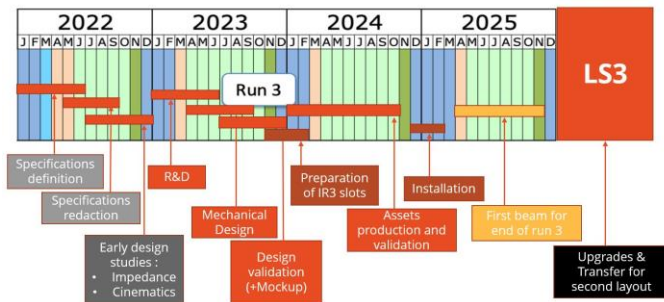 2022 2023 2024 2025
J F M A M J J A S O N D J F M A M J J A S O N D J F M A M J J A S O N D J F M A M J J A S O N D
LS3
Run 3
Specifications
definition
R&D
Preparation
of IR3 slots
Installation
Specifications
redaction
Mechanical
Design
Assets
production and
validation
First beam for
end of run 3
Early design
studies :
• Impedance
• Cinematics
Design
validation
(+Mockup)
Upgrades &
Transfer for
second layout